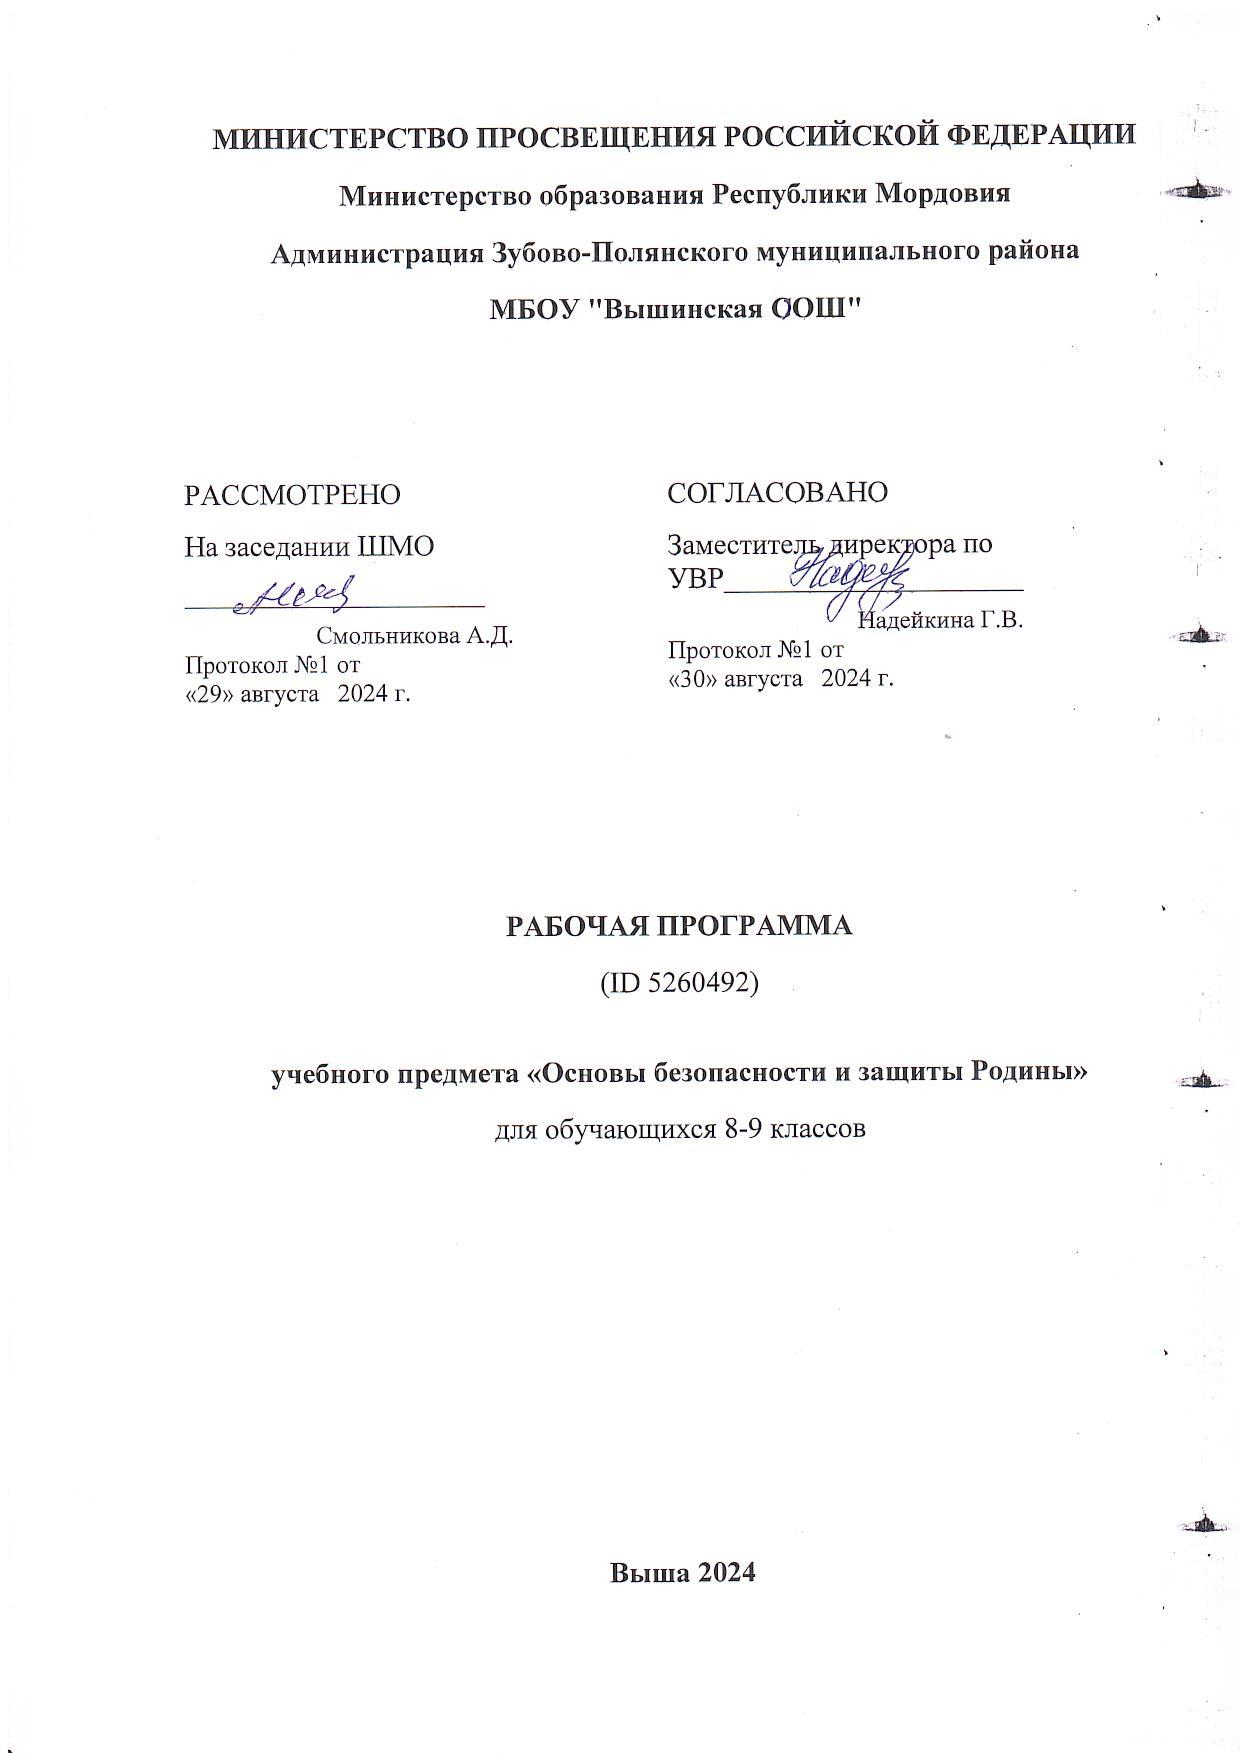 МИНИСТЕРСТВО ПРОСВЕЩЕНИЯ РОССИЙСКОЙ ФЕДЕРАЦИИ
Министерство образования Республики Мордовия
Администрация Зубово-Полянского муниципального района
МБОУ "Вышинская ООШ"
РАССМОТРЕНО
На заседании ШМО
Смольникова А.Д.
Протокол №1 от
«29» августа 2024 г.
СОГЛАСОВАНО
Заместитель директора по
УВР
Надейкина Г.В.
Протокол №1 от
«30» августа 2024 г.
РАБОЧАЯ ПРОГРАММА
(ID 5260492)
учебного предмета «Основы безопасности и защиты Родины»
для обучающихся 8-9 классов
Выша 2024